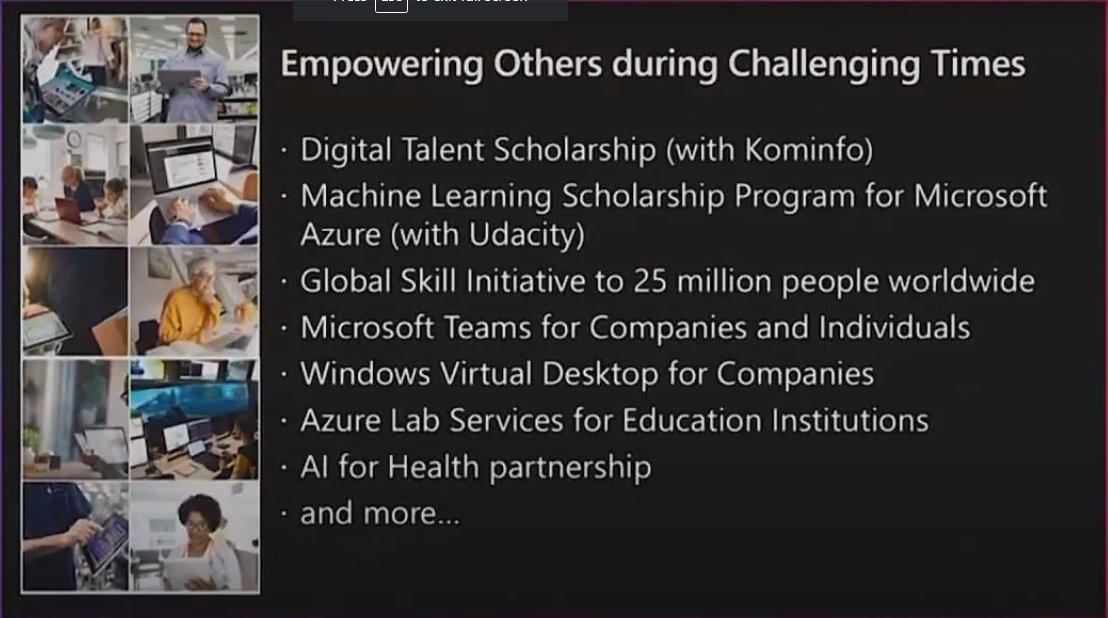 Empowering Others during Challenging Times
· Digital Talent Scholarship (with Kominfo)
· Machine Learning Scholarship Program for Microsoft
Azure (with Udacity)
· Global Skill Initiative to 25 million people worldwide
· Microsoft Teams for Companies and Individuals
· Windows Virtual Desktop for Companies
· Azure Lab Services for Education Institutions
· AI for Health partnership
· and more...